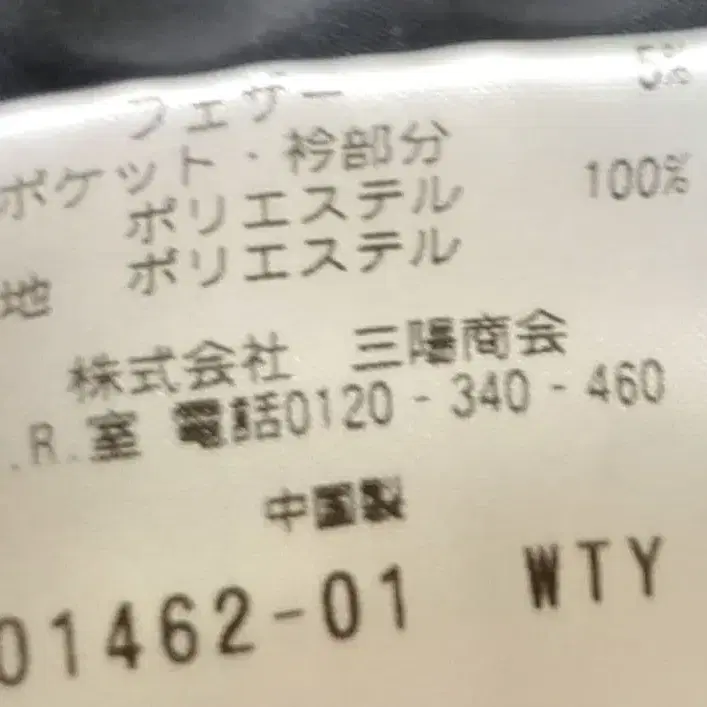 フェザー 5%
ポケット・衿部分
ポリエステル 100%
地 ポリエステル
株式会社 三陽商会
.R.室 電話0120-340-460
中国製
01462-01 WTY